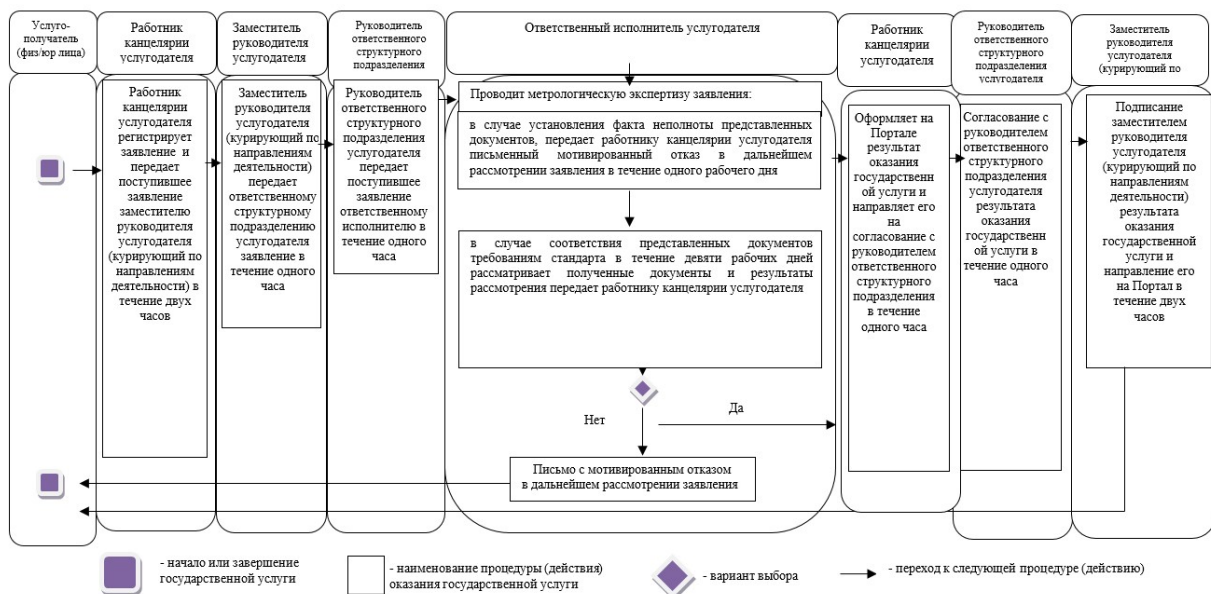 Услуго-
получатель
(физ/юр лица)
Работник
канцелярии
услугодателя
Заместитель
руководителя
услугодателя
Руководитель
ответственного
структурного
подразделения
Ответственный исполнитель услугодателя
Работник
канцелярии
услугодателя
Руководитель
ответственного
структурного
подразделения
услугодателя
Заместитель
руководителя
услугодателя
(курирующий по
Работник
канцелярии
услугодателя
регистрирует
заявление и
передает
поступившее
заявление
заместителю
руководителя
услугодателя
(курирующий по
направлениям
деятельности) в
течение двух
часов
Заместитель
руководителя
услугодателя
(курирующий по
направлениям
деятельности)
передает
ответственному
структурному
подразделению
услугодателя
заявление в
течение одного
часа
Руководитель
ответственного
структурного
подразделения
услугодателя
передает
поступившее
заявление
ответственному
исполнителю в
течение одного
часа
Проводит метрологическую экспертизу заявления:
в случае установления факта неполноты представленных
документов, передает работнику канцелярии услугодателя
письменный мотивированный отказ в дальнейшем
рассмотрении заявления в течение одного рабочего дня
в случае соответствия представленных документов
требованиям стандарта в течение девяти рабочих дней
рассматривает полученные документы и результаты
рассмотрения передает работнику канцелярии услугодателя
Нет
Да
Письмо с мотивированным отказом
в дальнейшем рассмотрении заявления
Оформляет на
Портале
результат
оказания
государственн
ой услуги и
направляет его
на
согласование с
руководителем
ответственного
структурного
подразделения
в течение
одного часа
Согласование с
руководителем
ответственного
структурного
подразделения
услугодателя
результата
оказания
государственн
ой услуги в
течение одного
часа
Подписание
заместителем
руководителя
услугодателя
(курирующий по
направлениям
деятельности)
результата
оказания
государственной
услуги и
направление его
на Портал в
течение двух
часов
- начало или завершение
государственной услуги
- наименование процедуры (действия)
оказания государственной услуги
- вариант выбора
- переход к следующей процедуре (действию)